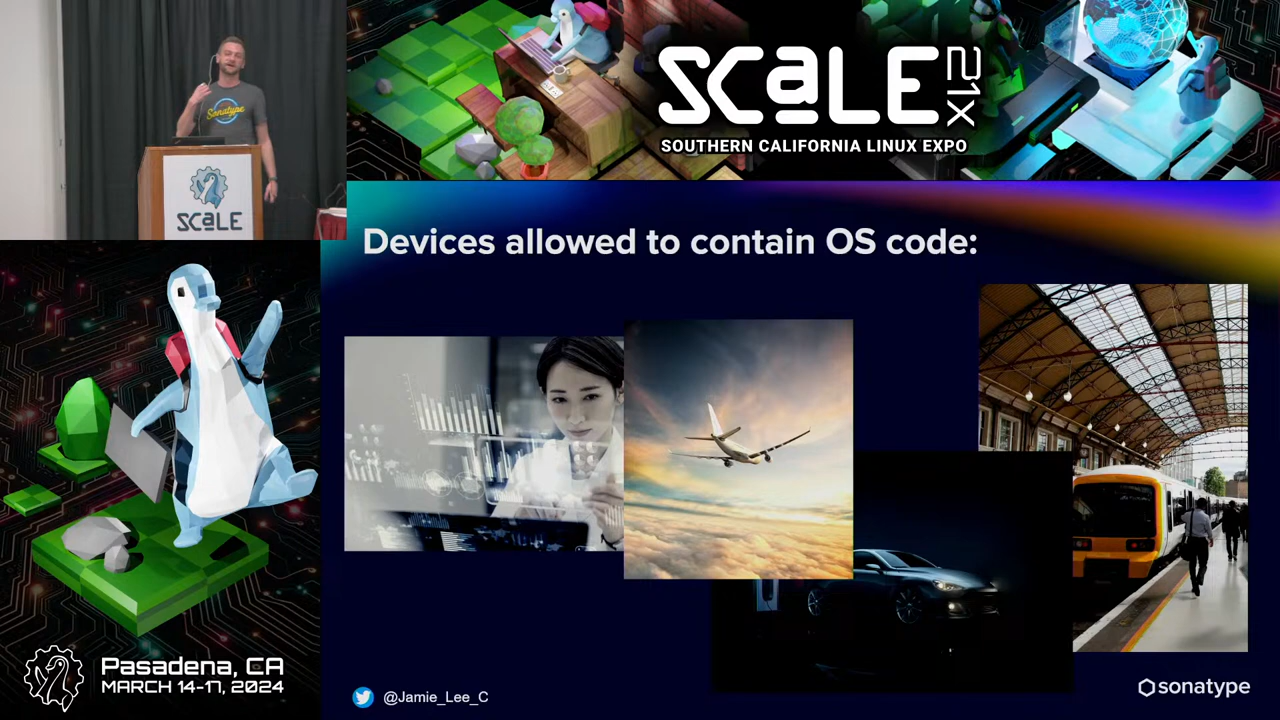 Sonatype
SCaLE
SCaLE 21X
SOUTHERN CALIFORNIA LINUX EXPO
Devices allowed to contain OS code:
Pasadena, CA
MARCH 14-17, 2024
@Jamie_Lee_C
sonatype